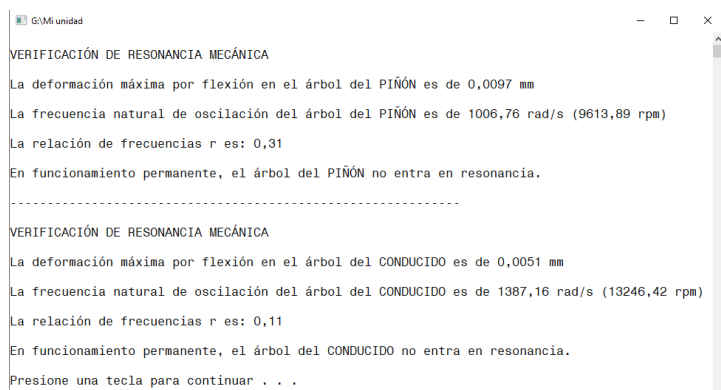 G:\Mi unidad
VERIFICACIÓN DE RESONANCIA MECÁNICA
La deformación máxima por flexión en el árbol del PIÑÓN es de 0,0097 mm
La frecuencia natural de oscilación del árbol del PIÑÓN es de 1006,76 rad/s (9613,89 rpm)
La relación de frecuencias r es: 0,31
En funcionamiento permanente, el árbol del PIÑÓN no entra en resonancia.
------------------------------------------------------------
VERIFICACIÓN DE RESONANCIA MECÁNICA
La deformación máxima por flexión en el árbol del CONDUCIDO es de 0,0051 mm
La frecuencia natural de oscilación del árbol del CONDUCIDO es de 1387,16 rad/s (13246,42 rpm)
La relación de frecuencias r es: 0,11
En funcionamiento permanente, el árbol del CONDUCIDO no entra en resonancia.
Presione una tecla para continuar . . .